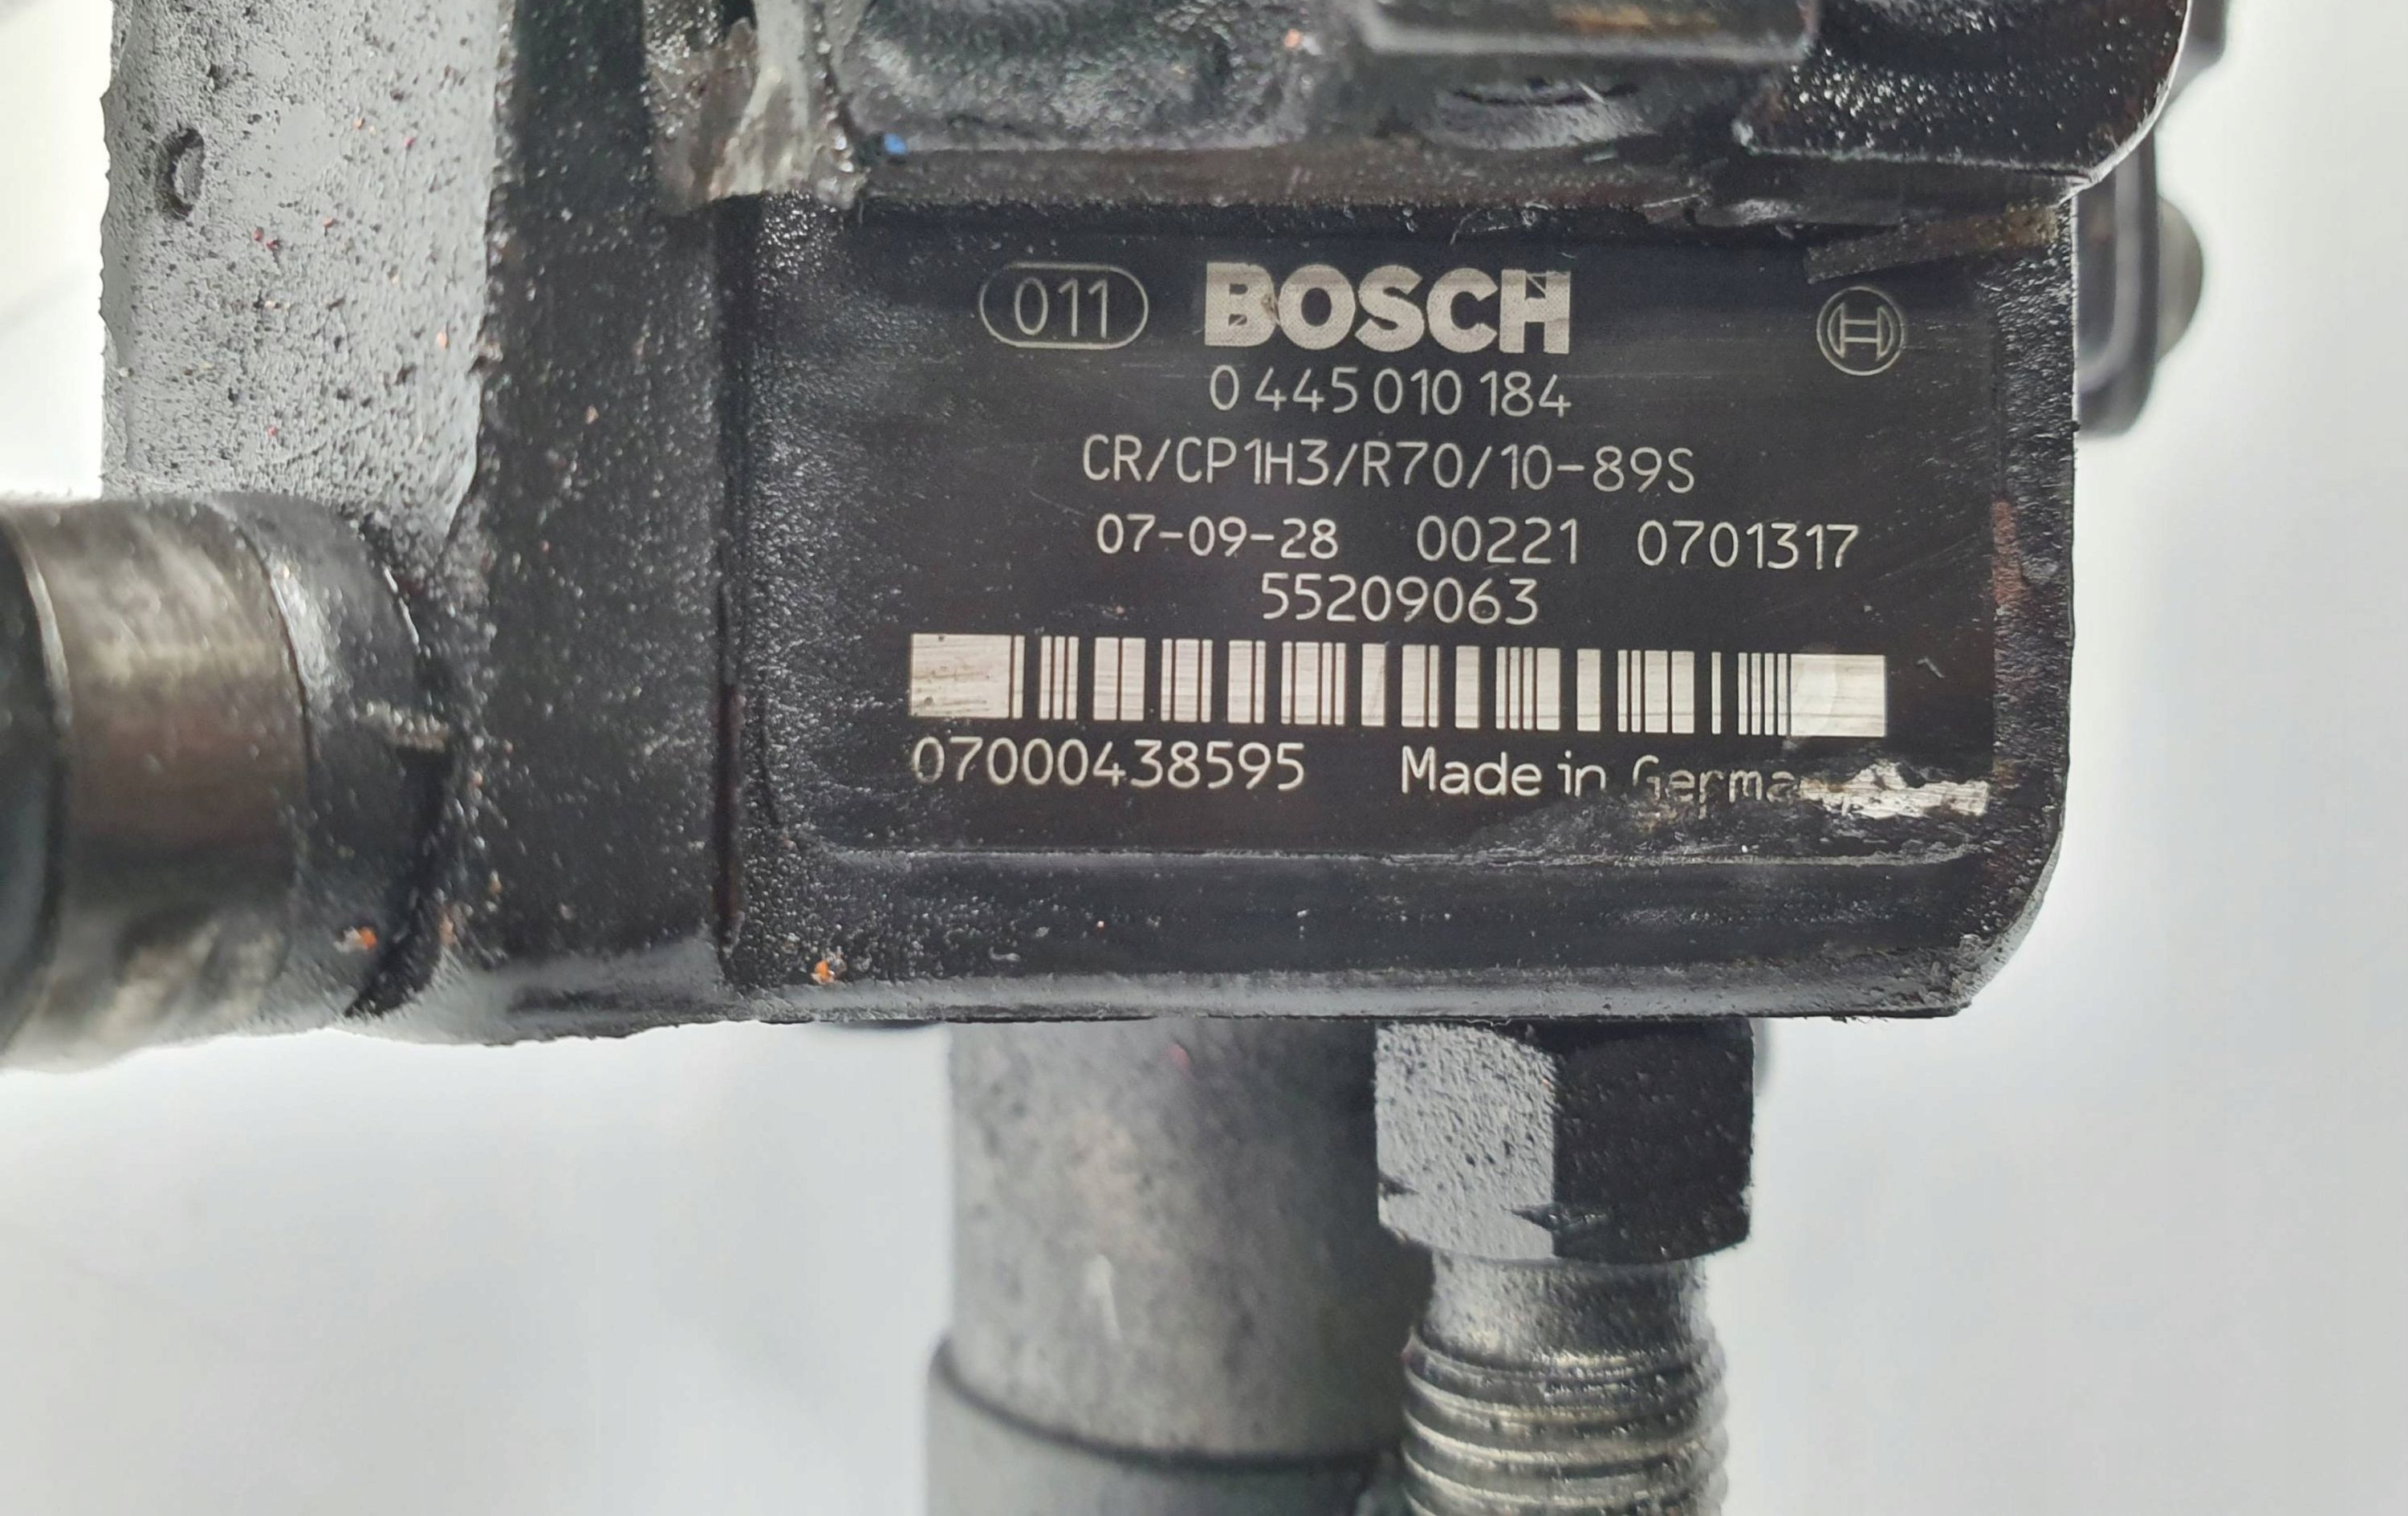 011 BOSCH
0 445 010 184
CR/CP1H3/R70/10-89S
07-09-28 00221 0701317
55209063
07000438595 Made in